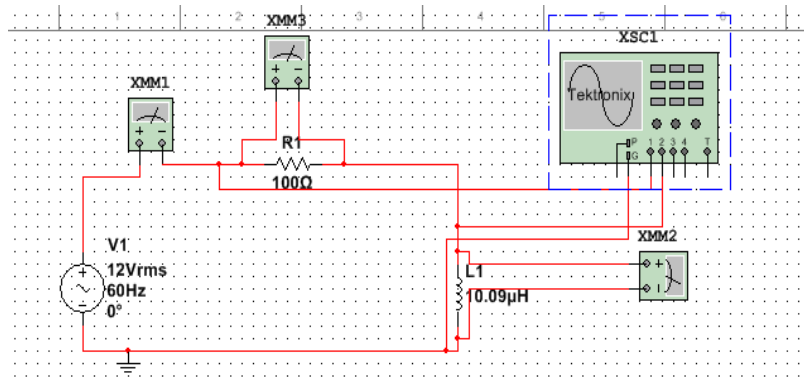 1 2 3 4 5 6
XMM3
XSC1
XMM1
Tektronix
+ -
+ -
R1
P
G
1 2 3 4
T
100Ω
V1
XMM2
12Vrms
L1
+
60Hz
10.09µH
0°